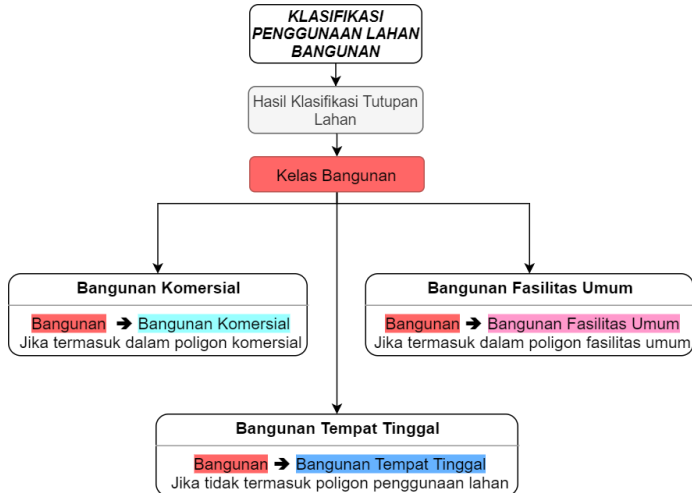 KLASIFIKASI
PENGGUNAAN LAHAN
BANGUNAN
Hasil Klasifikasi Tutupan
Lahan
Kelas Bangunan
Bangunan Komersial
Bangunan ➔ Bangunan Komersial
Jika termasuk dalam poligon komersial
Bangunan Fasilitas Umum
Bangunan ➔ Bangunan Fasilitas Umum
Jika termasuk dalam poligon fasilitas umum
Bangunan Tempat Tinggal
Bangunan ➔ Bangunan Tempat Tinggal
Jika tidak termasuk poligon penggunaan lahan